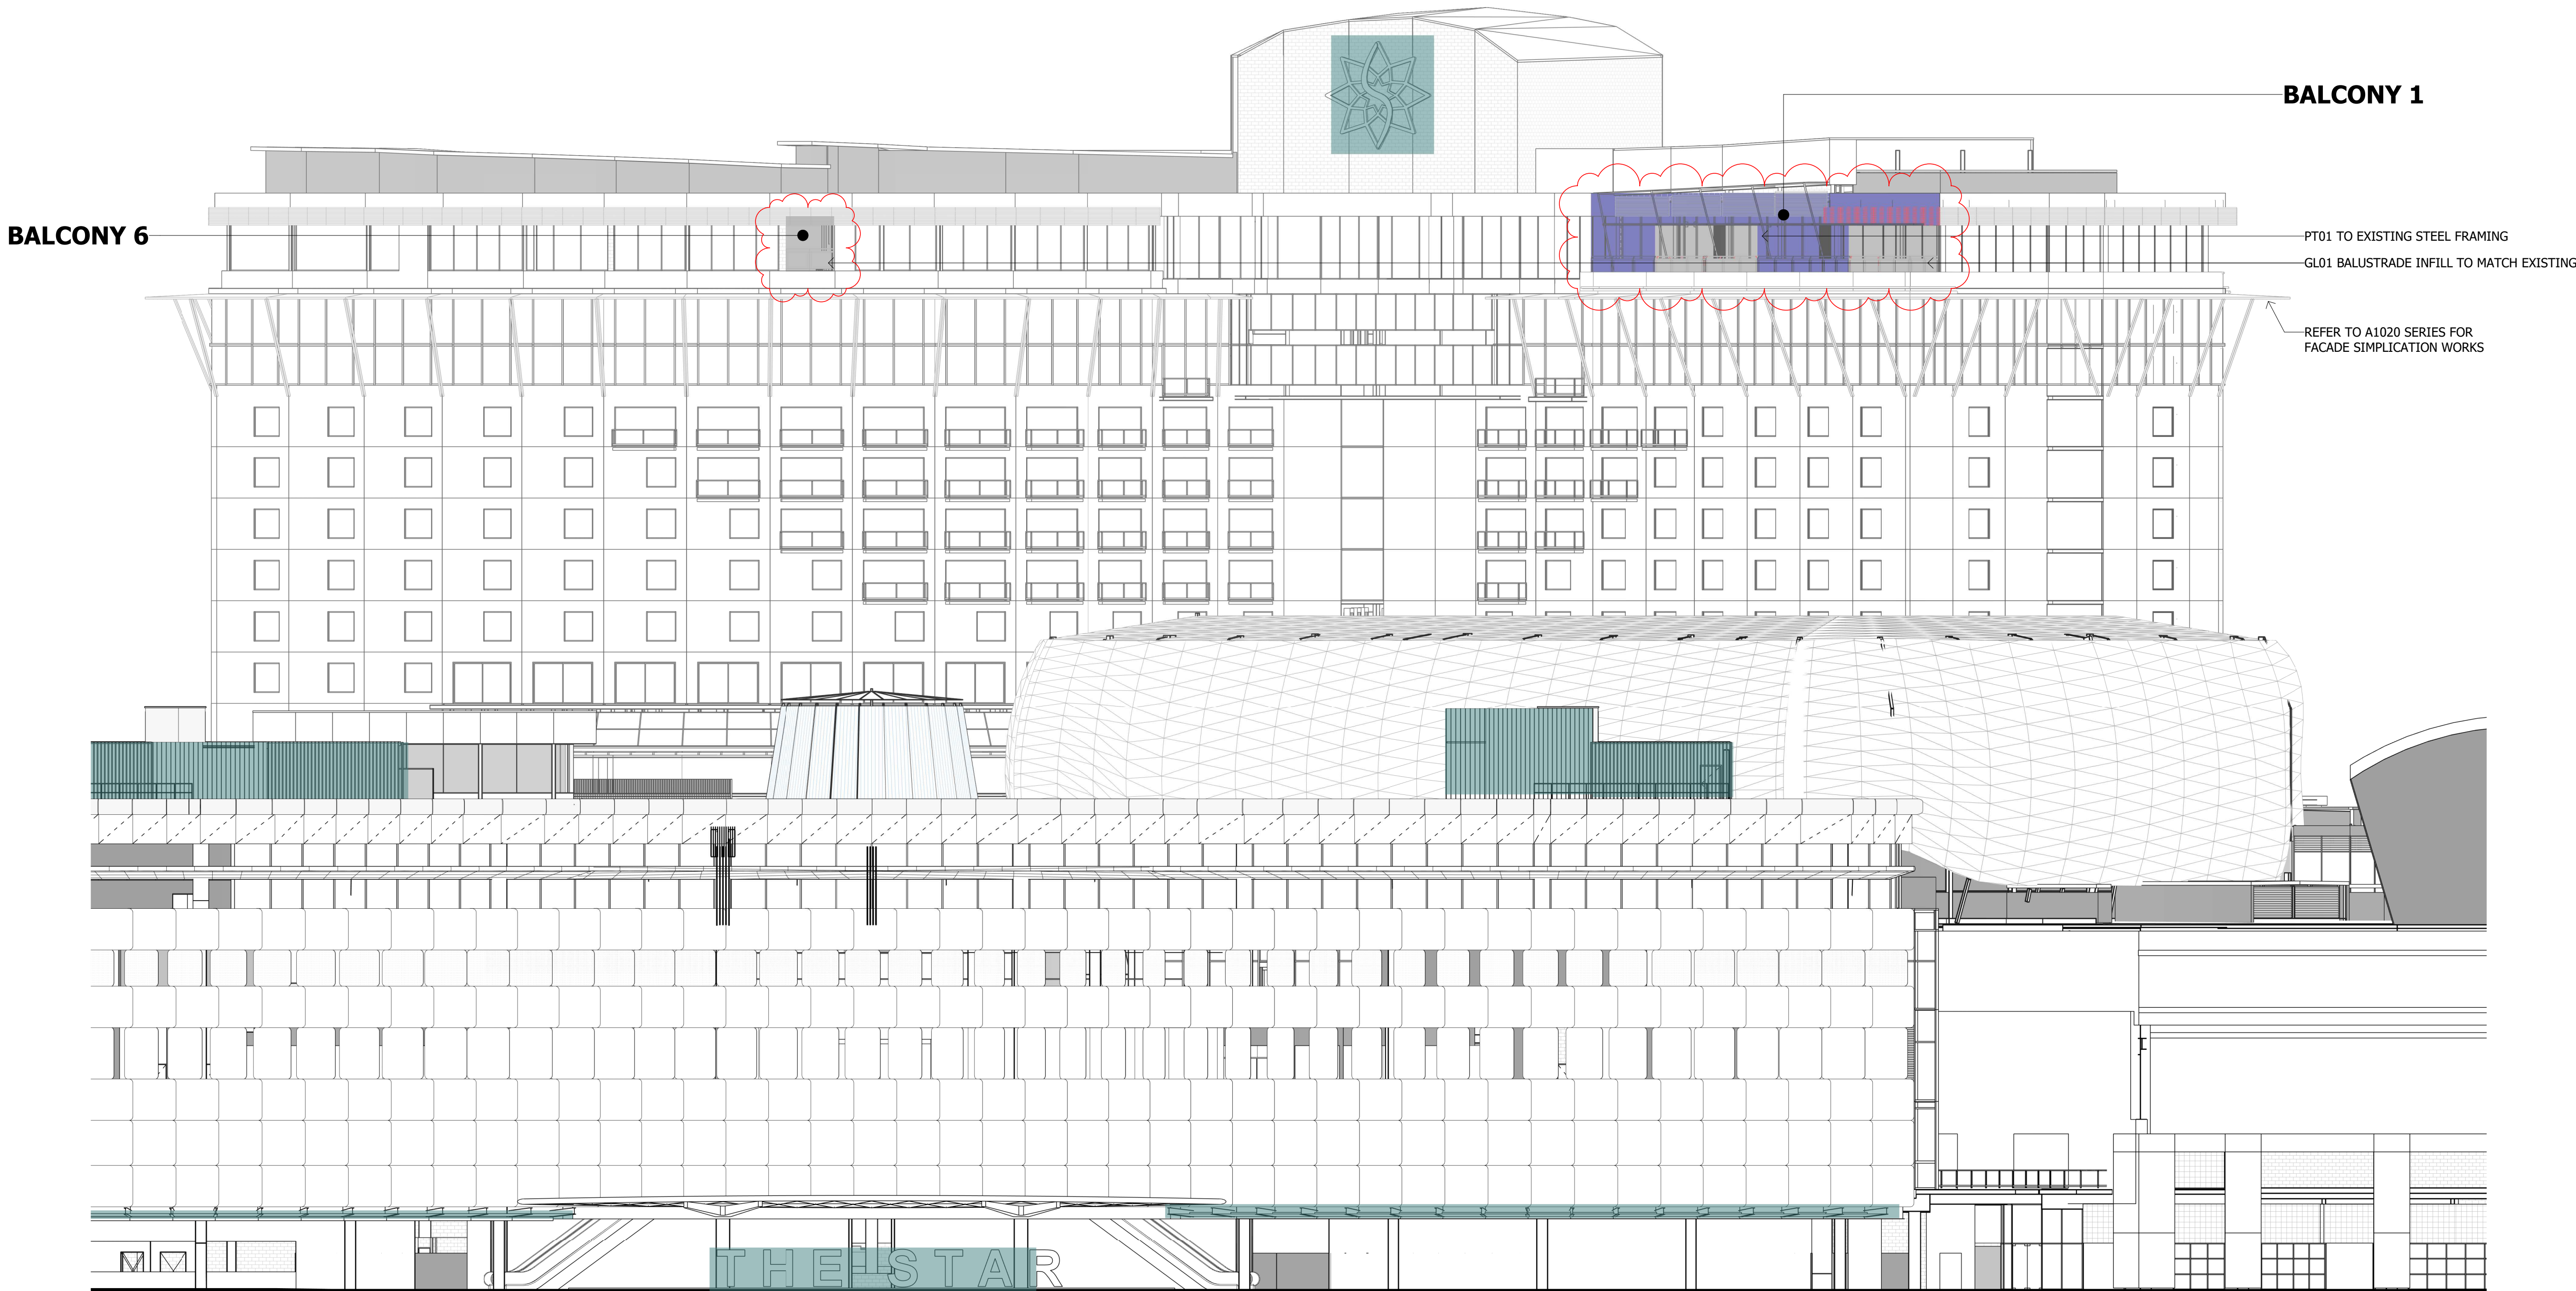 BALCONY 1
BALCONY 6
PT01 TO EXISTING STEEL FRAMING
GL01 BALUSTRADE INFILL TO MATCH EXISTING
REFER TO A1020 SERIES FOR
FACADE SIMPLICATION WORKS
THE STAR